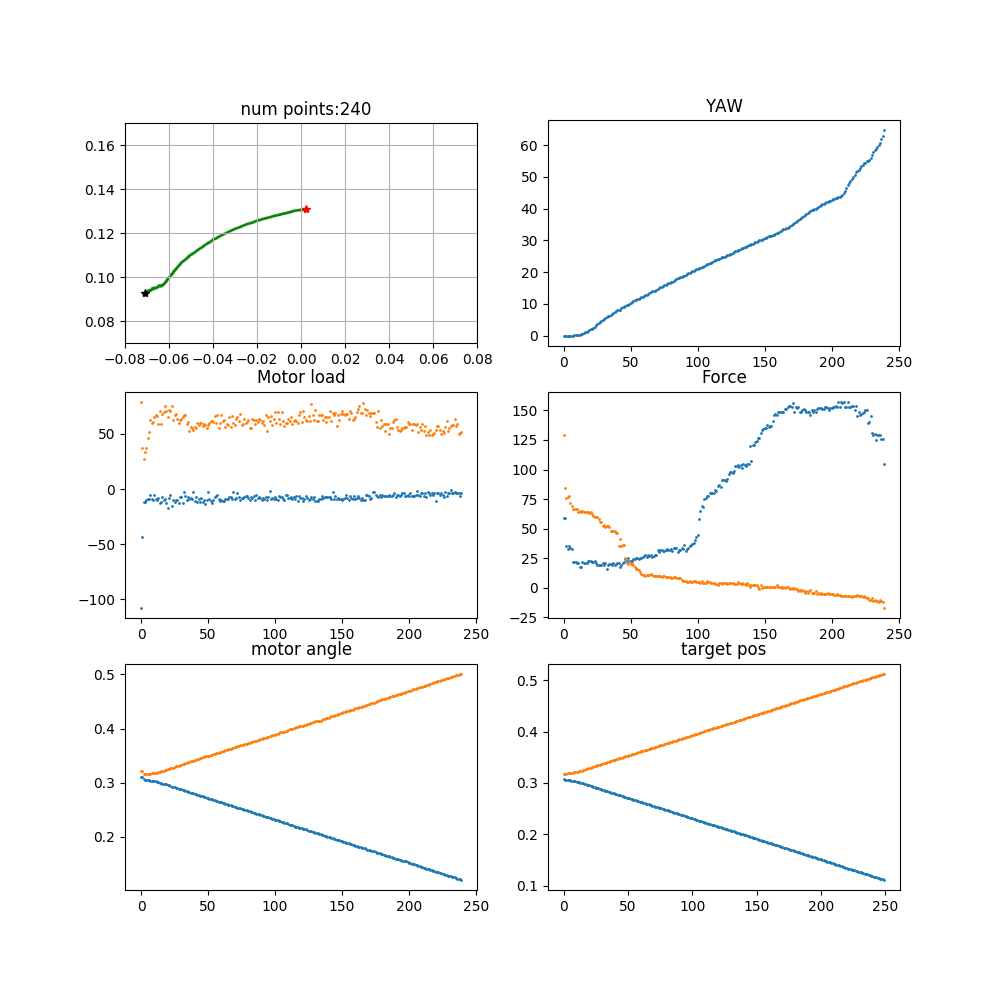 num points:240
YAW
0.16
0.14
0.12
0.10
0.08
−0.08 −0.06 −0.04 −0.02 0.00 0.02 0.04 0.06 0.08
60
50
40
30
20
10
0
0 50 100 150 200 250
Motor load
Force
50
0
−50
−100
0 50 100 150 200 250
150
125
100
75
50
25
0
−25
0 50 100 150 200 250
motor angle
target pos
0.5
0.4
0.3
0.2
0 50 100 150 200 250
0.5
0.4
0.3
0.2
0.1
0 50 100 150 200 250